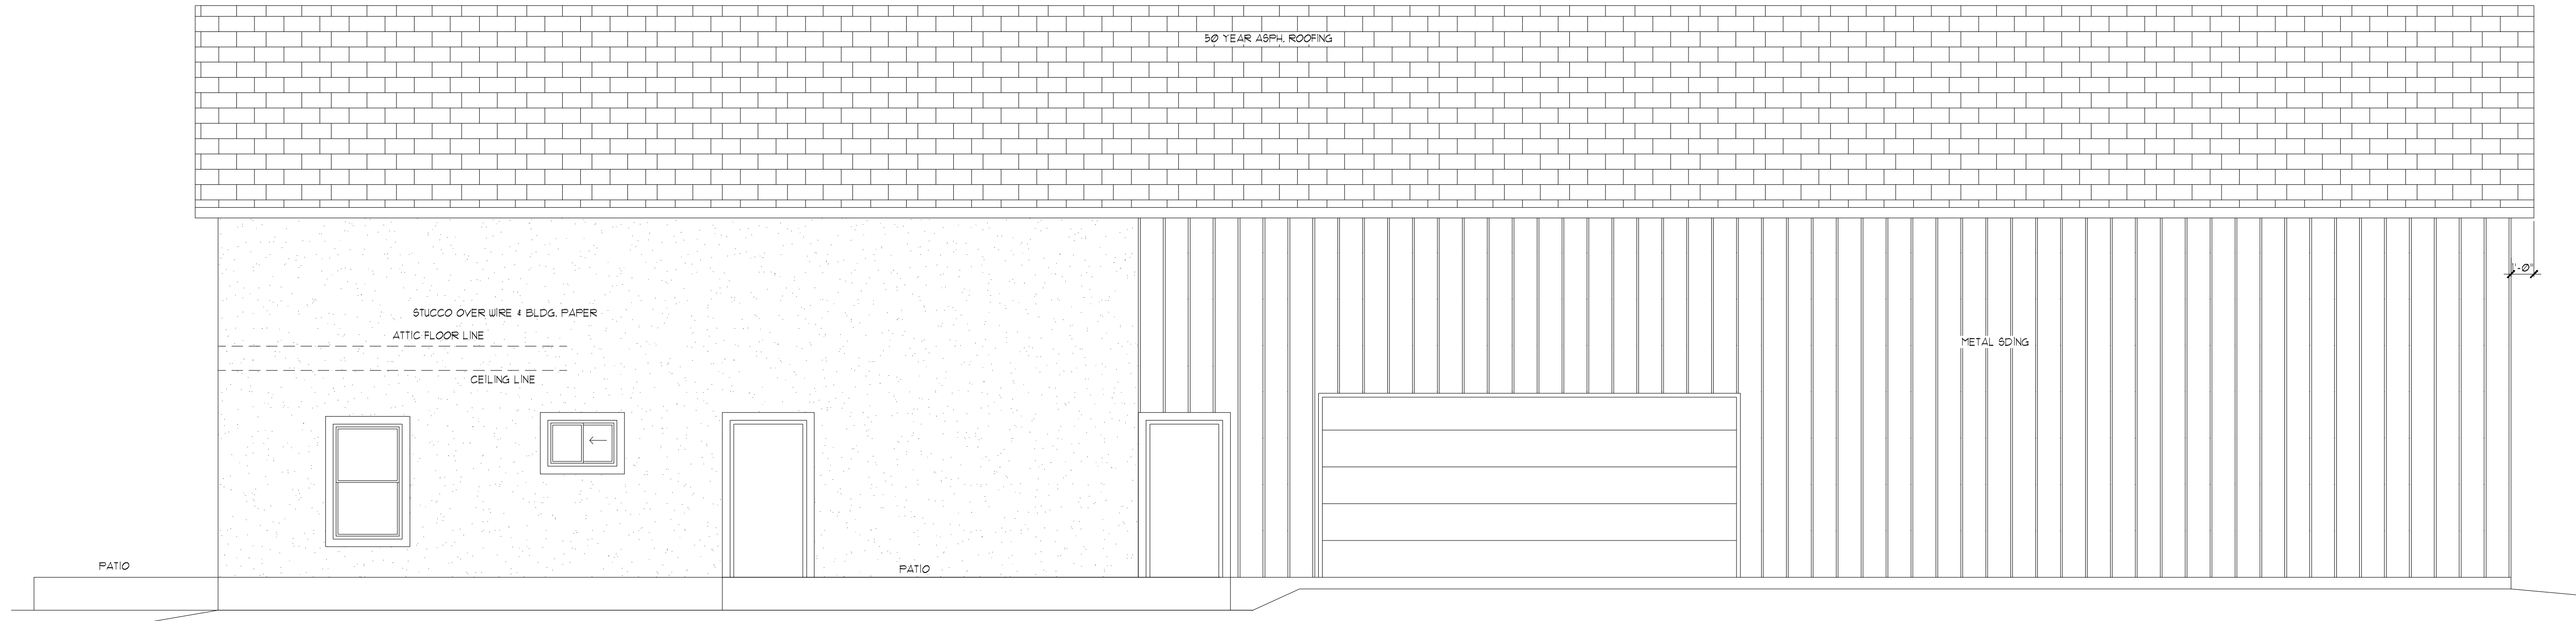 50 YEAR ASPH. ROOFING
1'-0"
STUCCO OVER WIRE & BLDG. PAPER
ATTIC FLOOR LINE
METAL SDING
CEILING LINE
PATIO
PATIO